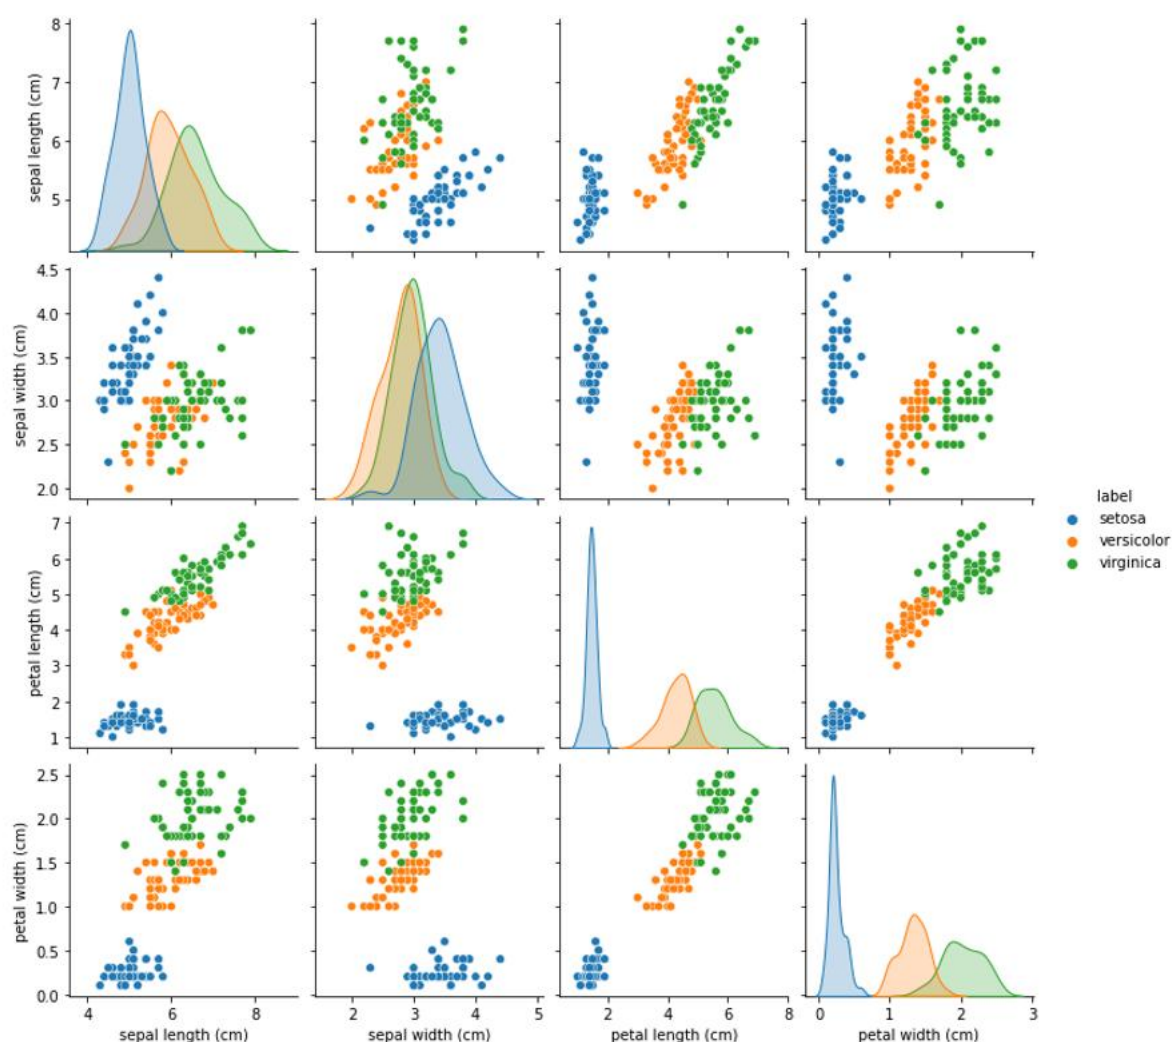 8
7
6
5
sepal length (cm)
4.5
4.0
3.5
3.0
2.5
2.0
sepal width (cm)
label
setosa
versicolor
virginica
7
6
5
4
3
2
1
petal length (cm)
2.5
2.0
1.5
1.0
0.5
0.0
petal width (cm)
4 6 8
sepal length (cm)
2 3 4 5
sepal width (cm)
2 4 6 8
petal length (cm)
0 1 2 3
petal width (cm)